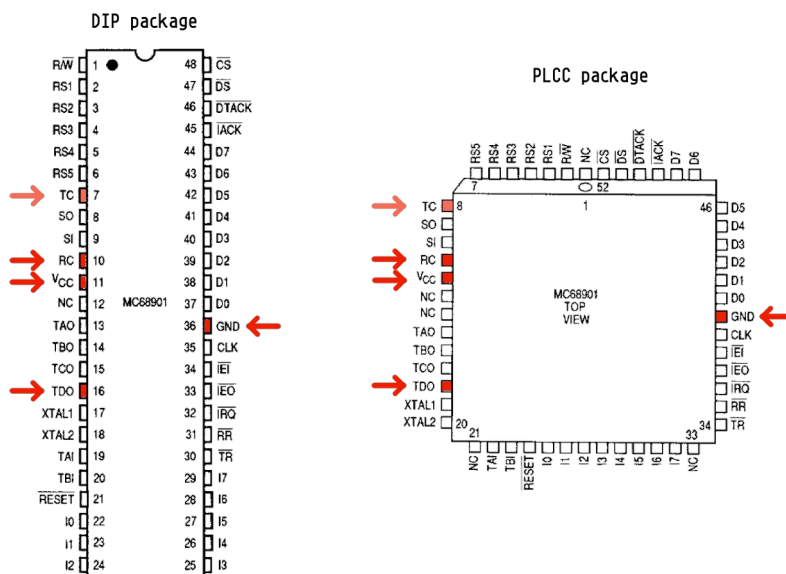 DIP package
R/W 1 48 CS
RS1 2 47 DS
RS2 3 46 DTACK
RS3 4 45 IACK
RS4 5 44 D7
RS5 6 43 D6
TC 7 42 D5
SO 8 41 D4
SI 9 40 D3
RC 10 39 D2
VCC 11 38 D1
NC 12 MC68901 37 D0
TAO 13 36 GND
TBO 14 35 CLK
TCO 15 34 IEI
TDO 16 33 IEO
XTAL1 17 32 IRQ
XTAL2 18 31 RR
TAI 19 30 TR
TBI 20 29 I7
RESET 21 28 I6
I0 22 27 I5
I1 23 26 I4
I2 24 25 I3
PLCC package
RS5 RS4 RS3 RS2 RS1 R/W NC CS DS DTACK IACK D7 D6
7 52
TC 8 1 46 D5
SO D4
SI D3
RC D2
VCC D1
NC D0
NC GND
TAO CLK
TBO IEI
TCO IEO
TDO IRQ
XTAL1 RR
XTAL2 20 34 TR
MC68901
TOP
VIEW
21 33
NC TAI TBI RESET I0 I1 I2 I3 I4 I5 I6 I7 NC